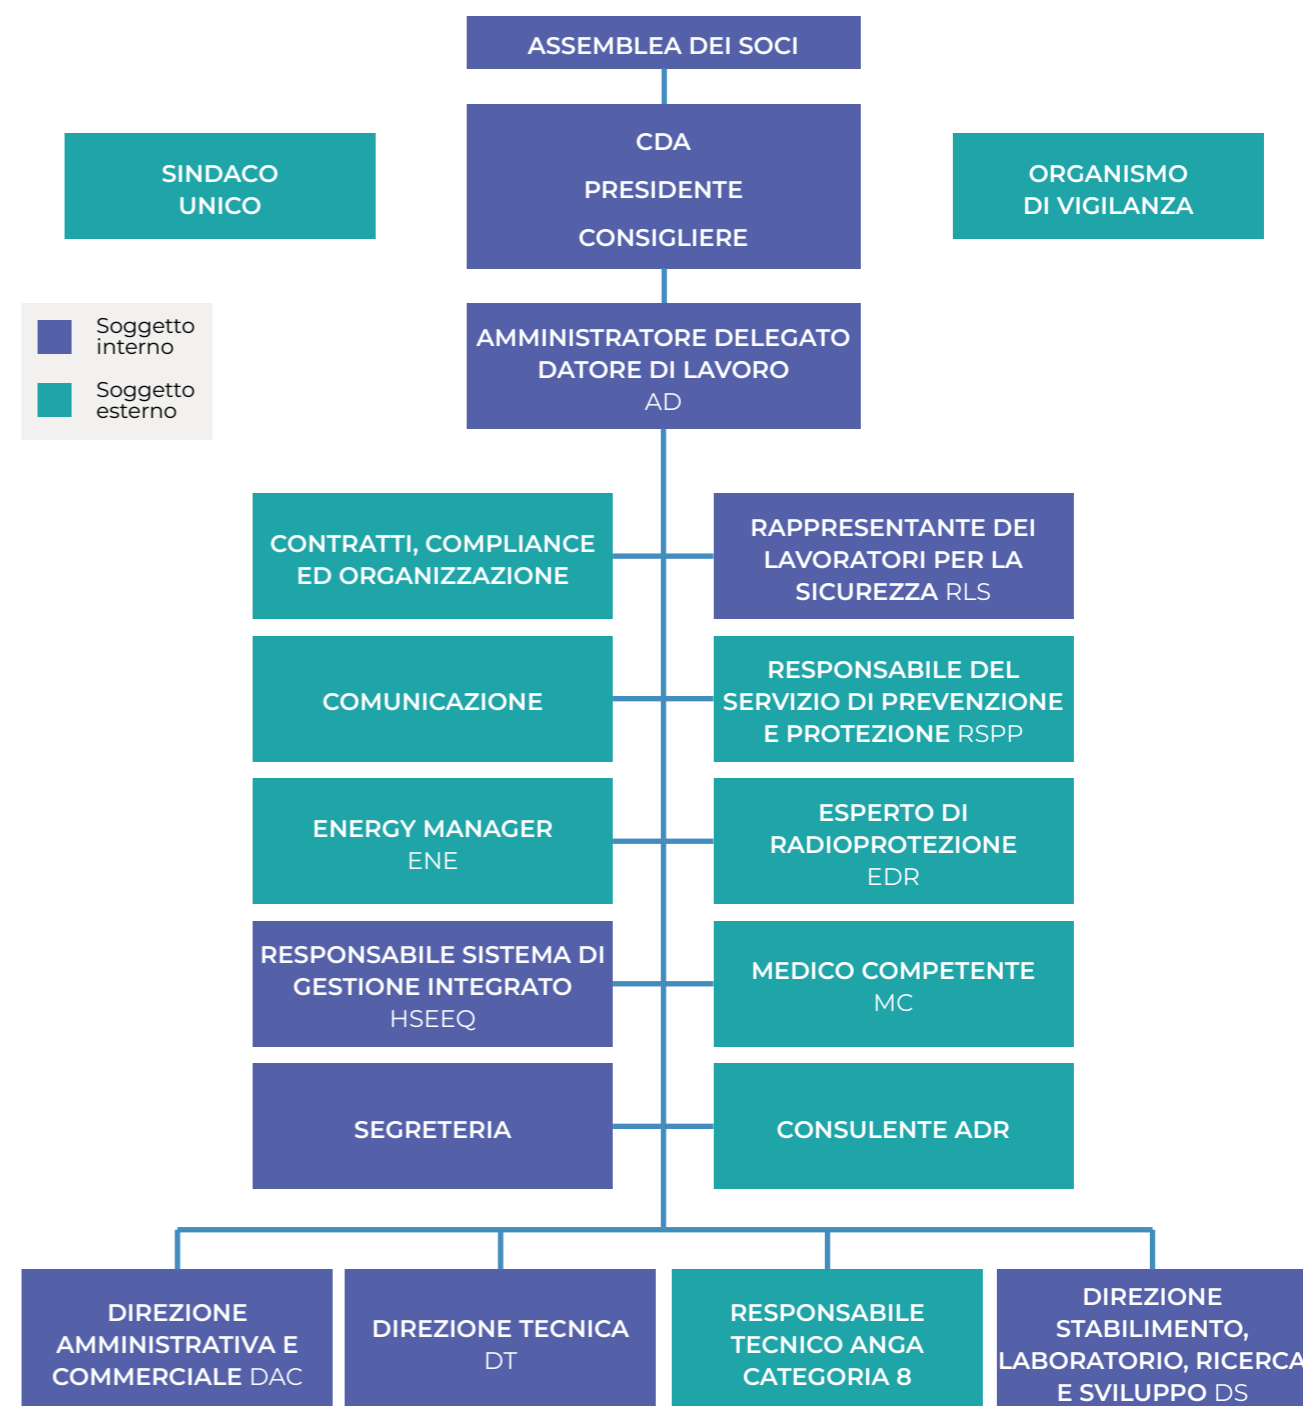 ASSEMBLEA DEI SOCI
CDA
PRESIDENTE
CONSIGLIERE
SINDACO
UNICO
ORGANISMO
DI VIGILANZA
Soggetto
interno
Soggetto
esterno
AMMINISTRATORE DELEGATO
DATORE DI LAVORO
AD
CONTRATTI, COMPLIANCE
ED ORGANIZZAZIONE
RAPPRESENTANTE DEI
LAVORATORI PER LA
SICUREZZA RLS
COMUNICAZIONE
RESPONSABILE DEL
SERVIZIO DI PREVENZIONE
E PROTEZIONE RSPP
ENERGY MANAGER
ENE
ESPERTO DI
RADIOPROTEZIONE
EDR
RESPONSABILE SISTEMA DI
GESTIONE INTEGRATO
HSEEQ
MEDICO COMPETENTE
MC
SEGRETERIA
CONSULENTE ADR
DIREZIONE
AMMINISTRATIVA E
COMMERCIALE DAC
DIREZIONE TECNICA
DT
RESPONSABILE
TECNICO ANGA
CATEGORIA 8
DIREZIONE
STABILIMENTO,
LABORATORIO, RICERCA
E SVILUPPO DS